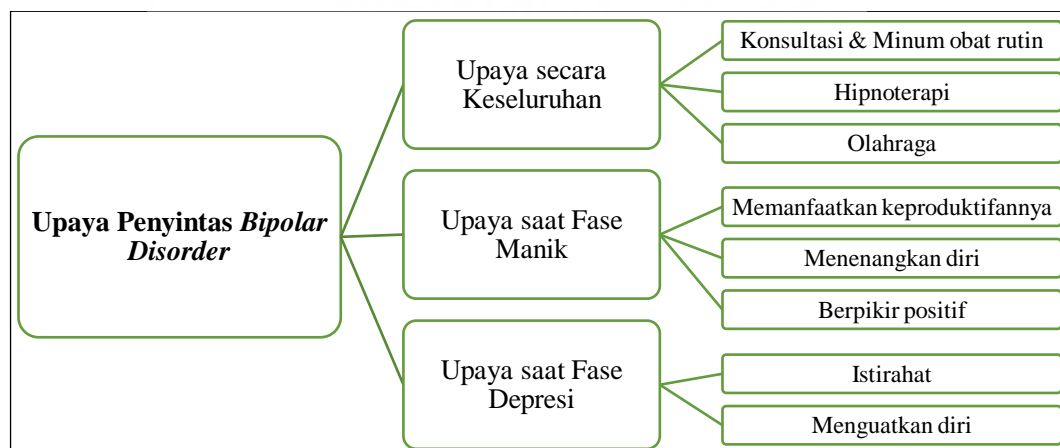 Upaya Penyintas Bipolar
Disorder
Upaya secara
Keseluruhan
Konsultasi & Minum obat rutin
Hipnoterapi
Olahraga
Upaya saat Fase
Manik
Memanfaatkan keproduktifannya
Menenangkan diri
Berpikir positif
Upaya saat Fase
Depresi
Istirahat
Menguatkan diri